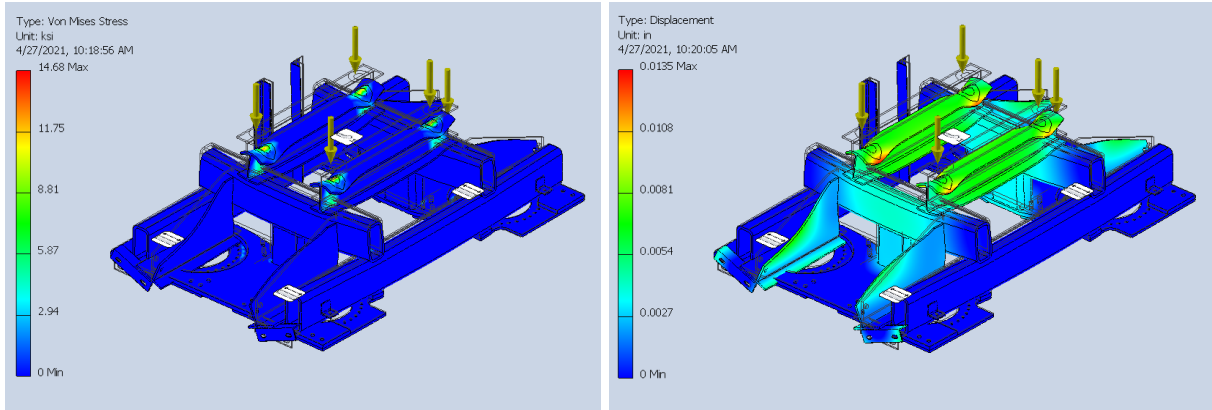 Type: Von Mises Stress
Unit: ksi
4/27/2021, 10:18:56 AM
14.68 Max
11.75
8.81
5.87
2.94
0 Min
Type: Displacement
Unit: in
4/27/2021, 10:20:05 AM
0.0135 Max
0.0108
0.0081
0.0054
0.0027
0 Min